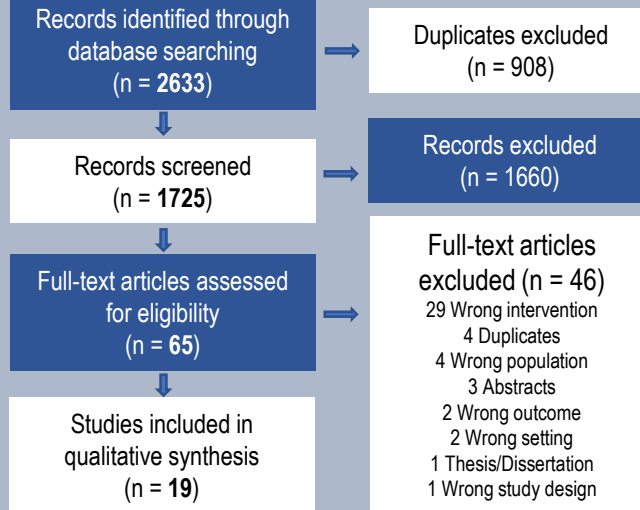 Records identified through
database searching
(n = 2633)
Duplicates excluded
(n = 908)
Records screened
(n = 1725)
Records excluded
(n = 1660)
Full-text articles assessed
for eligibility
(n = 65)
Full-text articles
excluded (n = 46)
29 Wrong intervention
4 Duplicates
4 Wrong population
3 Abstracts
2 Wrong outcome
2 Wrong setting
1 Thesis/Dissertation
1 Wrong study design
Studies included in
qualitative synthesis
(n = 19)